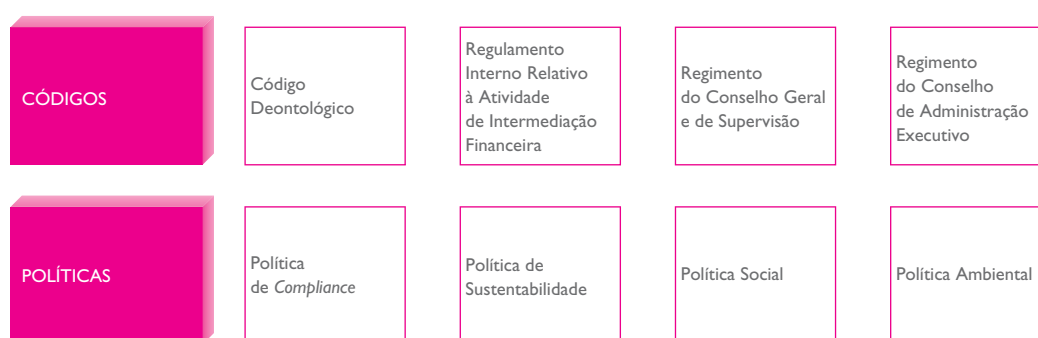 CÓDIGOS
Código
Deontológico
Regulamento
Interno Relativo
à Atividade
de Intermediação
Financeira
Regimento
do Conselho Geral
e de Supervisão
Regimento
do Conselho
de Administração
Executivo
POLÍTICAS
Política
de Compliance
Política de
Sustentabilidade
Política Social
Política Ambiental